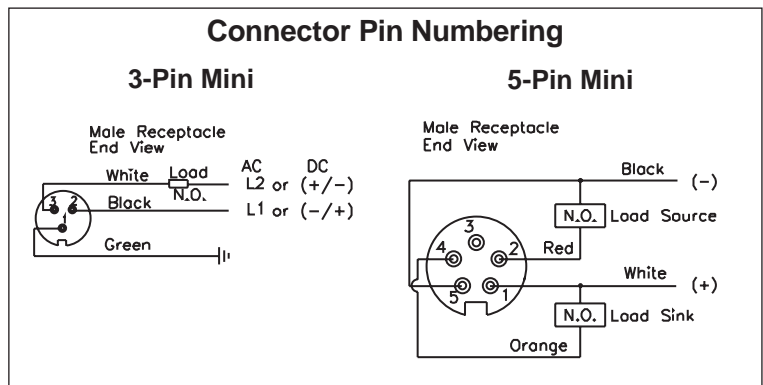 Connector Pin Numbering
3-Pin Mini
Male Receptacle
End View
White Load AC DC
N.O. L2 or (+/-)
3 2 Black L1 or (-/+)
1
Green
5-Pin Mini
Male Receptacle
End View
Black (-)
N.O. Load Source
3
4 2 Red
White (+)
5 1
N.O. Load Sink
Orange